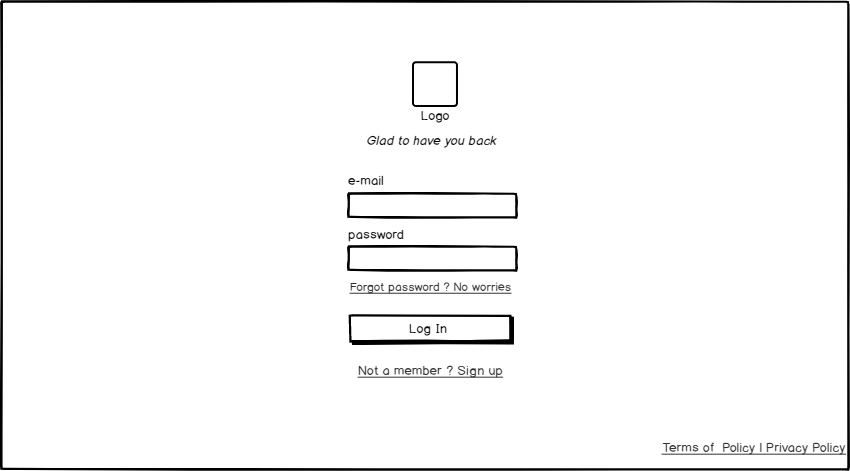 Logo
Glad to have you back
e-mail
password
Forgot password ? No worries
Log In
Not a member ? Sign up
Terms of Policy | Privacy Policy